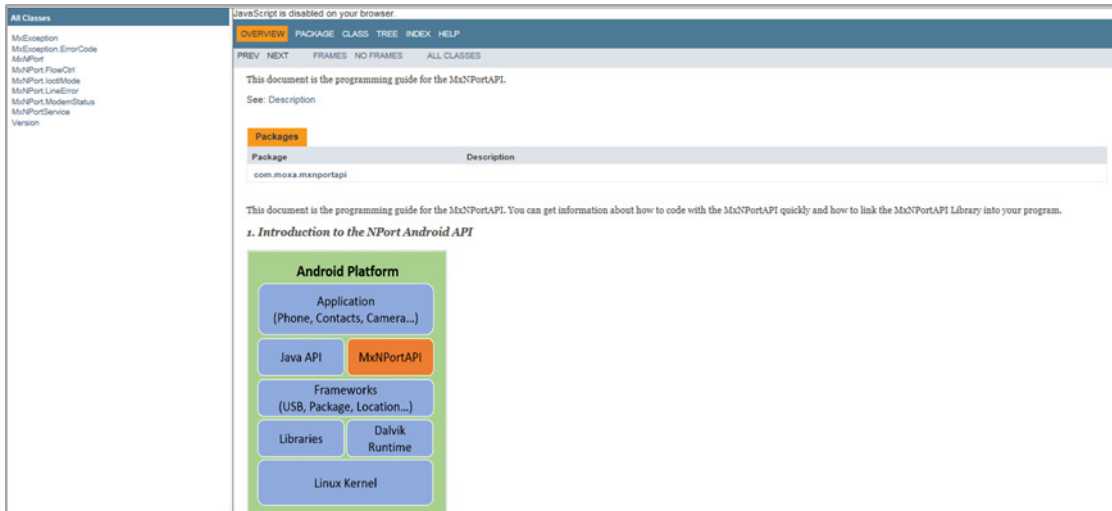 All Classes
MxException
MxException.ErrorCode
MxNPort
MxNPort.FlowCtrl
MxNPort.IoctlMode
MxNPort.LineError
MxNPort.ModemStatus
MxNPortService
Version
JavaScript is disabled on your browser.
OVERVIEW PACKAGE CLASS TREE INDEX HELP
PREV NEXT FRAMES NO FRAMES ALL CLASSES
This document is the programming guide for the MxNPortAPI.
See: Description
Packages
Package Description
com.moxa.mxnportapi
This document is the programming guide for the MxNPortAPI. You can get information about how to code with the MxNPortAPI quickly and how to link the MxNPortAPI Library into your program.
1. Introduction to the NPort Android API
Android Platform
Application
(Phone, Contacts, Camera...)
Java API MxNPortAPI
Frameworks
(USB, Package, Location...)
Libraries
Dalvik
Runtime
Linux Kernel